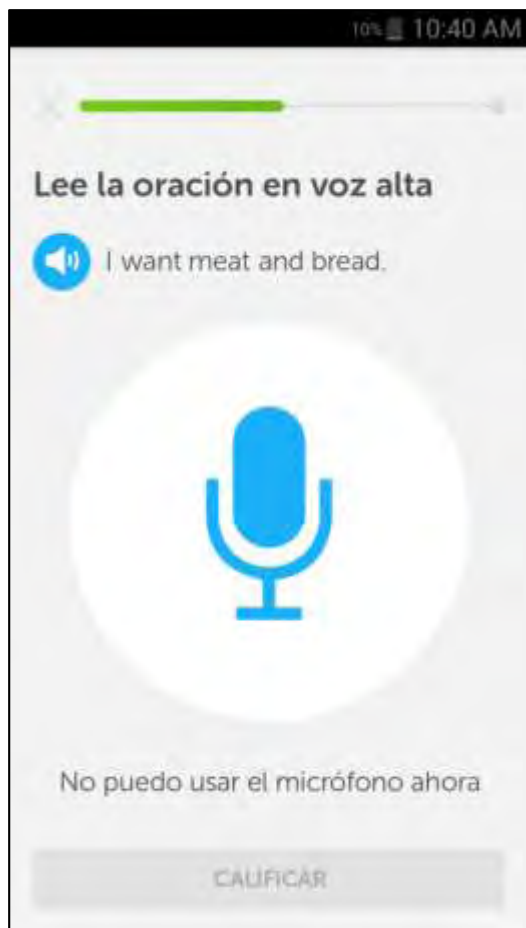 10% 10:40 AM
Lee la oración en voz alta
I want meat and bread.
No puedo usar el micrófono ahora
CALIFICAR